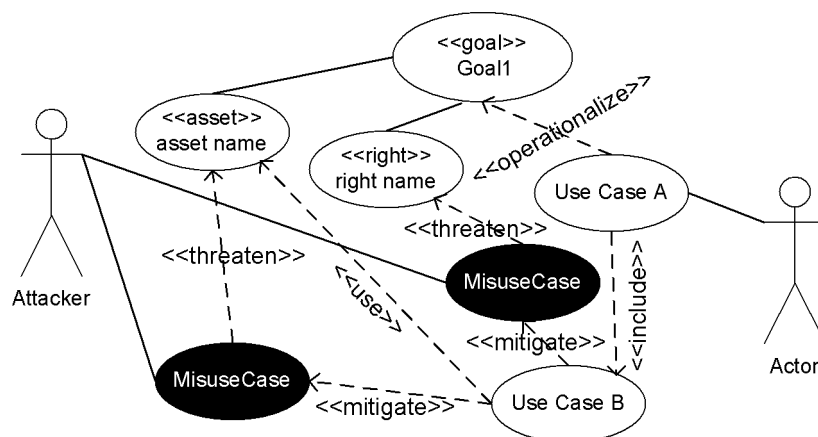 <<goal>>
Goal1
<<asset>>
asset name
<<operationalize>>
<<right>>
right name
Use Case A
<<threaten>>
<<threaten>>
Attacker
<<use>>
MisuseCase
<<include>>
<<mitigate>>
Actor
MisuseCase
<<mitigate>>
Use Case B